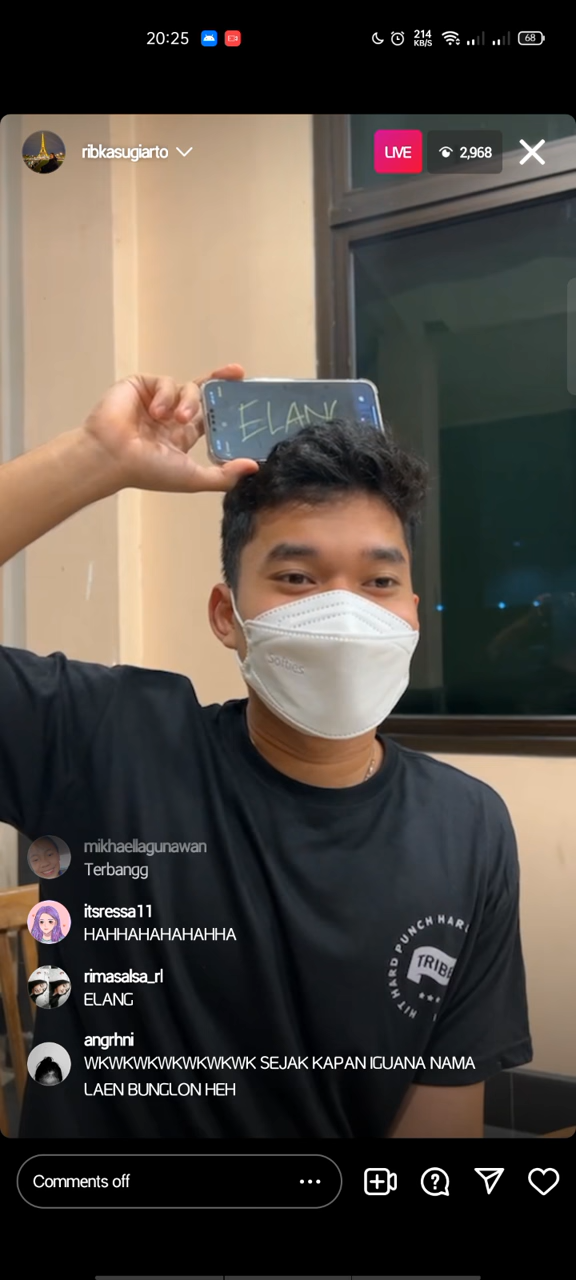 20:25
214
KB/S
68
ribkasugiarto
LIVE
2,968
ELANG
Softies
mikhaellagunawan
Terbangg
itsressa11
HAHHAHAHAHAHHA
rimasalsa_rl
ELANG
HIT HARD PUNCH HARD
TRIBE
angrhni
WKWKWKWKWKWKWK SEJAK KAPAN IGUANA NAMA
LAEN BUNGLON HEH
Comments off